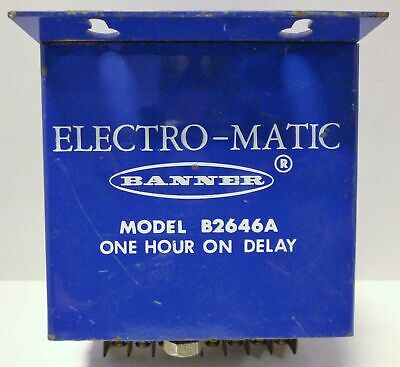 ELECTRO-MATIC
BANNER ®
MODEL B2646A
ONE HOUR ON DELAY